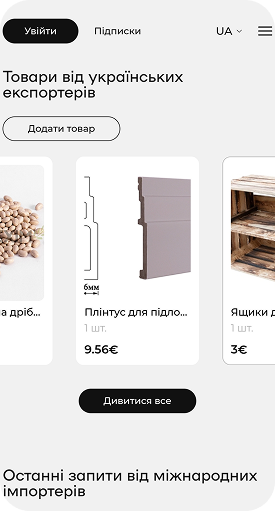 Увійти
Підписки
UA
Товари від українських
експортерів
Додати товар
6мм
а дріб...
Плінтус для підло...
Ящики д
1 шт.
1 шт.
9.56€
3€
Дивитися все
Останні запити від міжнародних
імпортерів